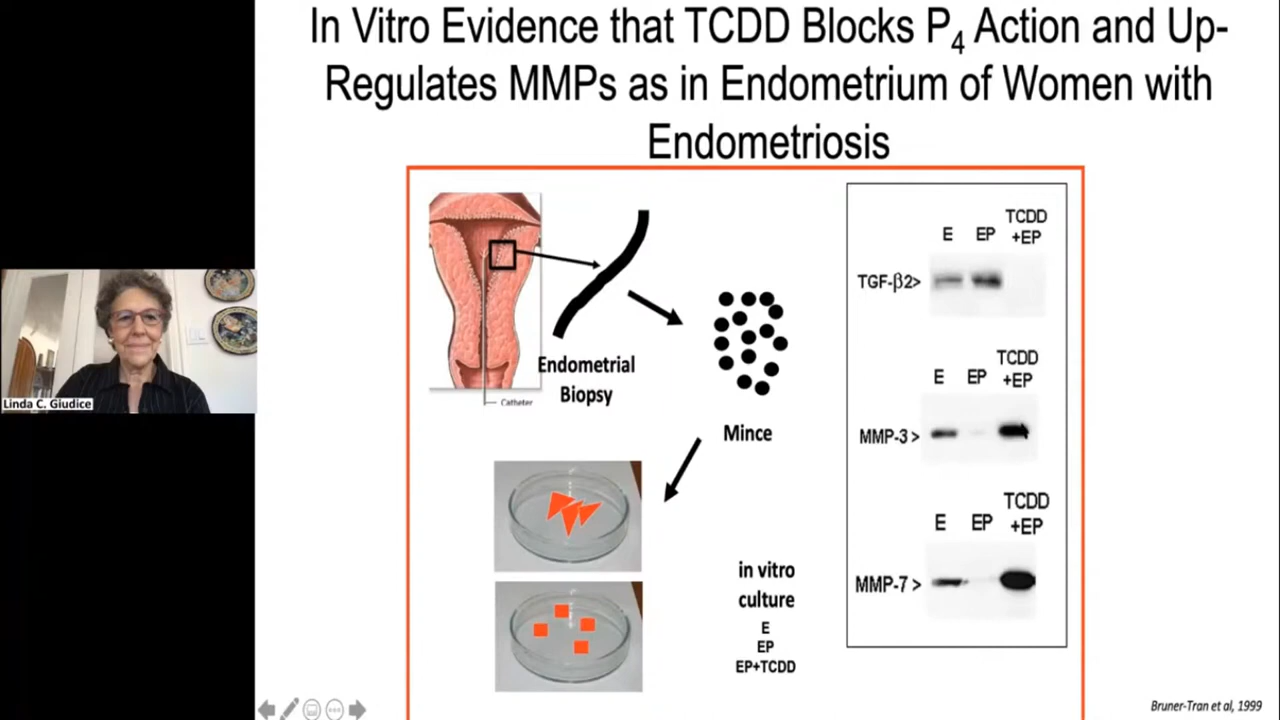 In Vitro Evidence that TCDD Blocks P4 Action and Up-
Regulates MMPs as in Endometrium of Women with
Endometriosis
Linda C. Giudice
Endometrial
Biopsy
Catheter
Mince
in vitro
culture
E
EP
EP+TCDD
E EP TCDD
+EP
TGF-β2>
E EP TCDD
+EP
MMP-3 >
E EP TCDD
+EP
MMP-7 >
Bruner-Tran et al, 1999